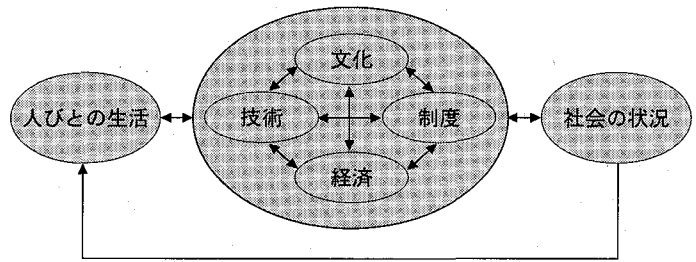 文化
人びとの生活
技術
制度
社会の状況
経済